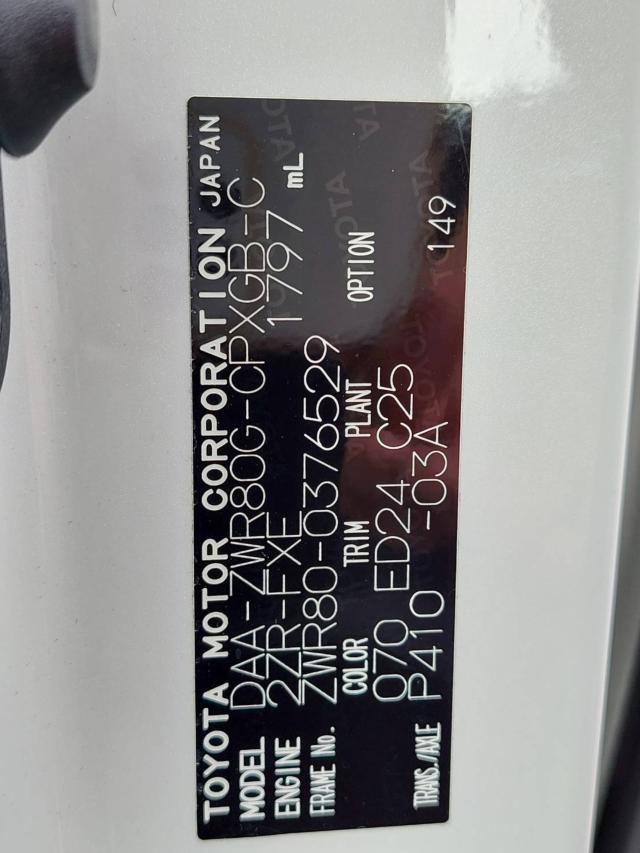 TOYOTA MOTOR CORPORATION JAPAN
MODEL DAA-ZWR80G-CPXGB-C
ENGINE 2ZR-FXE 1797 mL
FRAME No. ZWR80-0376529
COLOR TRIM PLANT OPTION
070 ED24 C25
TRANS./AXLE P410 -03A 149